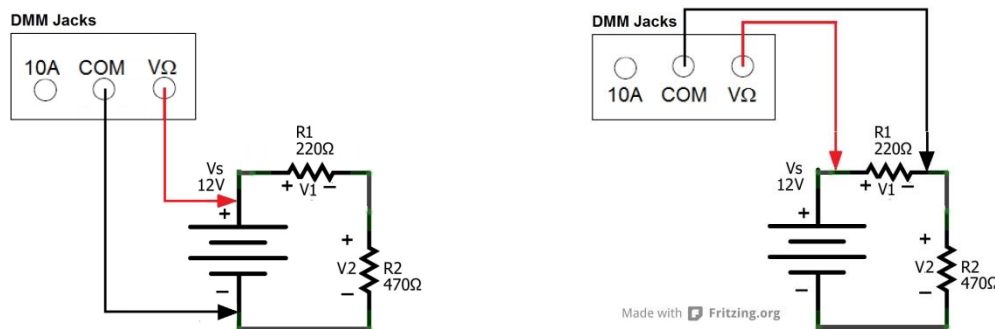 DMM Jacks
10A COM VΩ
R1
220Ω
Vs
12V
+ V1 −
+
+
V2
R2
470Ω
−
−
DMM Jacks
10A COM VΩ
R1
220Ω
Vs
12V
+ V1 −
+
+
V2
R2
470Ω
−
−
Made with Fritzing.org